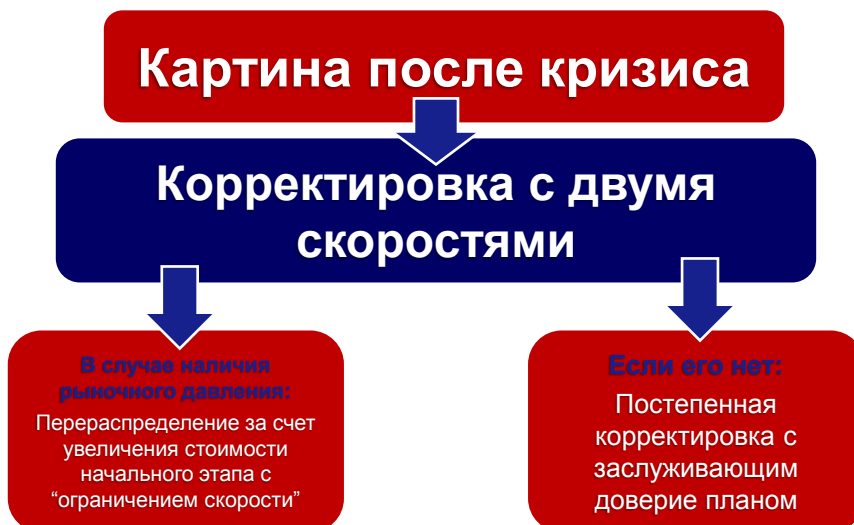 Картина после кризиса
Корректировка с двумя
скоростями
В случае наличия
рыночного давления:
Перераспределение за счет
увеличения стоимости
начального этапа с
“ограничением скорости”
Если его нет:
Постепенная
корректировка с
заслуживающим
доверие планом